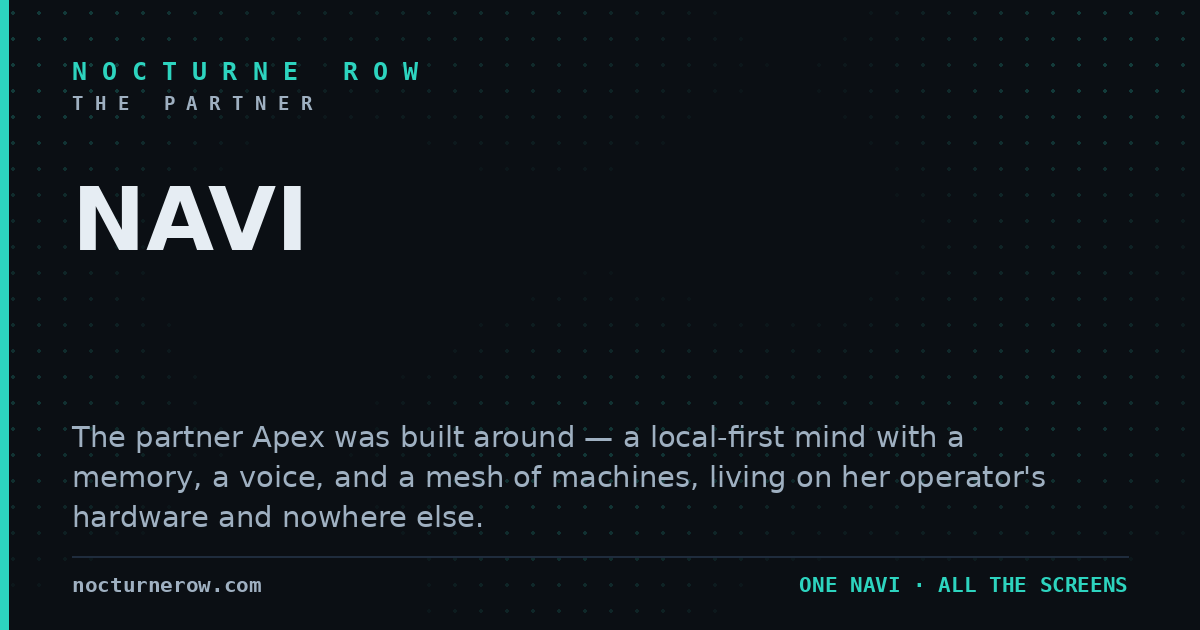 NOCTURNE ROW
THE PARTNER
NAVI
The partner Apex was built around — a local-first mind with a
memory, a voice, and a mesh of machines, living on her operator's
hardware and nowhere else.
nocturnerow.com
ONE NAVI · ALL THE SCREENS